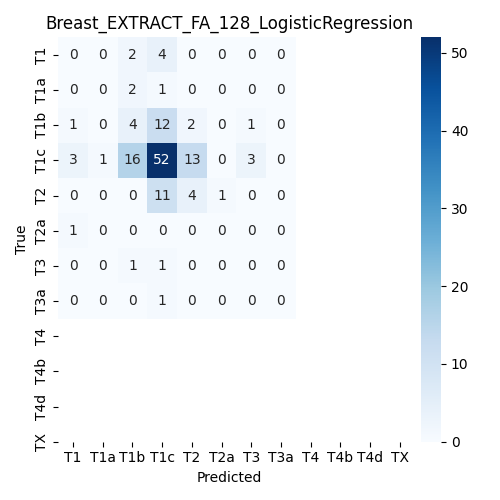 Breast_EXTRACT_FA_128_LogisticRegression
True
T1 0 0 2 4 0 0 0 0
T1a 0 0 2 1 0 0 0 0
T1b 1 0 4 12 2 0 1 0
T1c 3 1 16 52 13 0 3 0
T2 0 0 0 11 4 1 0 0
T2a 1 0 0 0 0 0 0 0
T3 0 0 1 1 0 0 0 0
T3a 0 0 0 1 0 0 0 0
T4
T4b
T4d
TX
T1 T1a T1b T1c T2 T2a T3 T3a T4 T4b T4d TX
Predicted
50
40
30
20
10
0